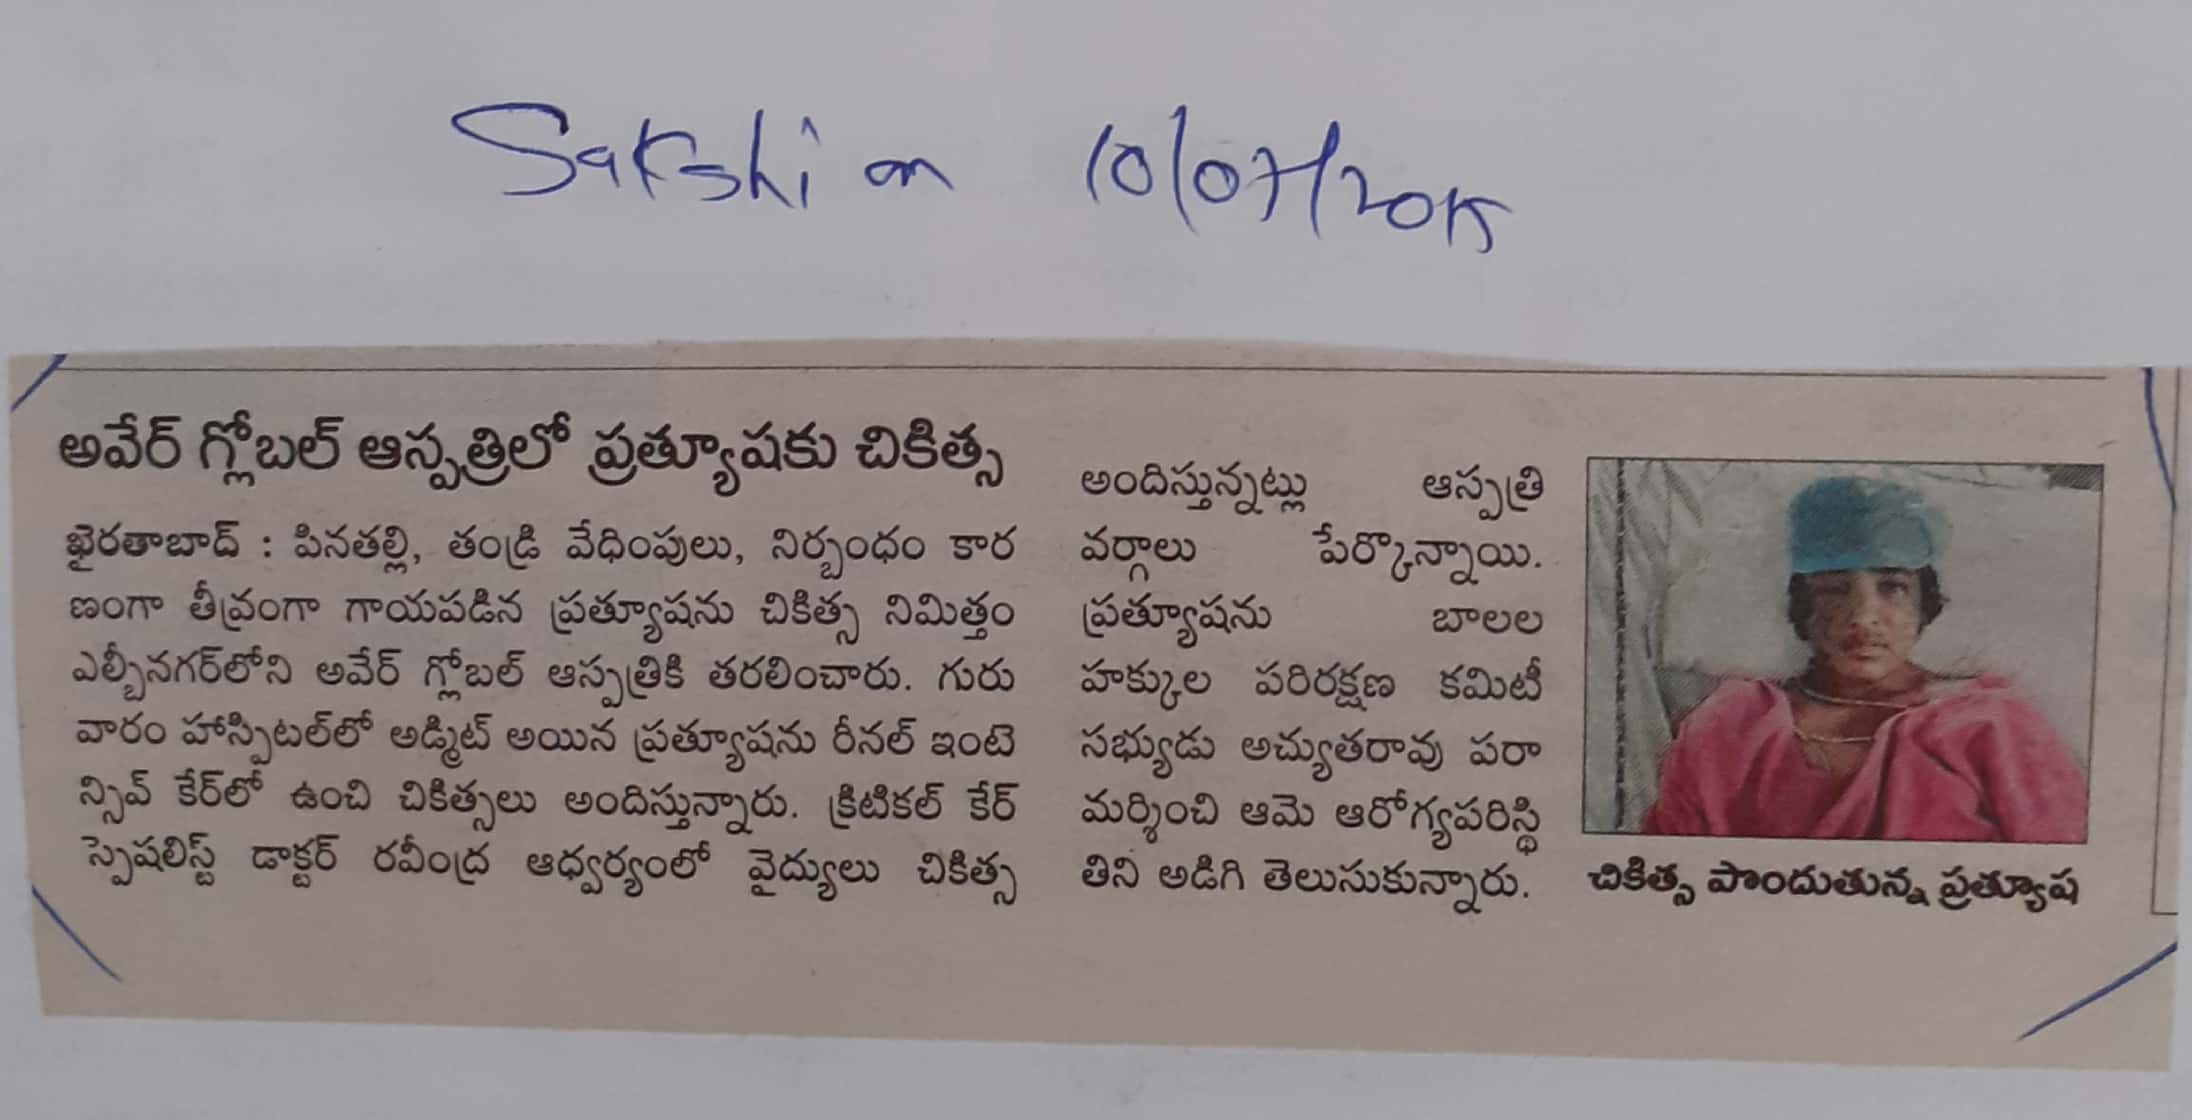 Sakshi on 10/07/2015
అవేర్ గ్లోబల్ ఆస్పత్రిలో ప్రత్యూషకు చికిత్స
ఖైరతాబాద్ : పినతల్లి, తండ్రి వేధింపులు, నిర్బంధం కార
ణంగా తీవ్రంగా గాయపడిన ప్రత్యూషను చికిత్స నిమిత్తం
ఎల్బీనగర్‌లోని అవేర్ గ్లోబల్ ఆస్పత్రికి తరలించారు. గురు
వారం హాస్పిటల్‌లో అడ్మిట్ అయిన ప్రత్యూషను రీనల్ ఇంటె
న్సివ్ కేర్‌లో ఉంచి చికిత్సలు అందిస్తున్నారు. క్రిటికల్ కేర్
స్పెషలిస్ట్ డాక్టర్ రవీంద్ర ఆధ్వర్యంలో వైద్యులు చికిత్స
అందిస్తున్నట్లు ఆస్పత్రి
వర్గాలు పేర్కొన్నాయి.
ప్రత్యూషను బాలల
హక్కుల పరిరక్షణ కమిటీ
సభ్యుడు అచ్యుతరావు పరా
మర్శించి ఆమె ఆరోగ్యపరిస్థి
తిని అడిగి తెలుసుకున్నారు.
చికిత్స పొందుతున్న ప్రత్యూష